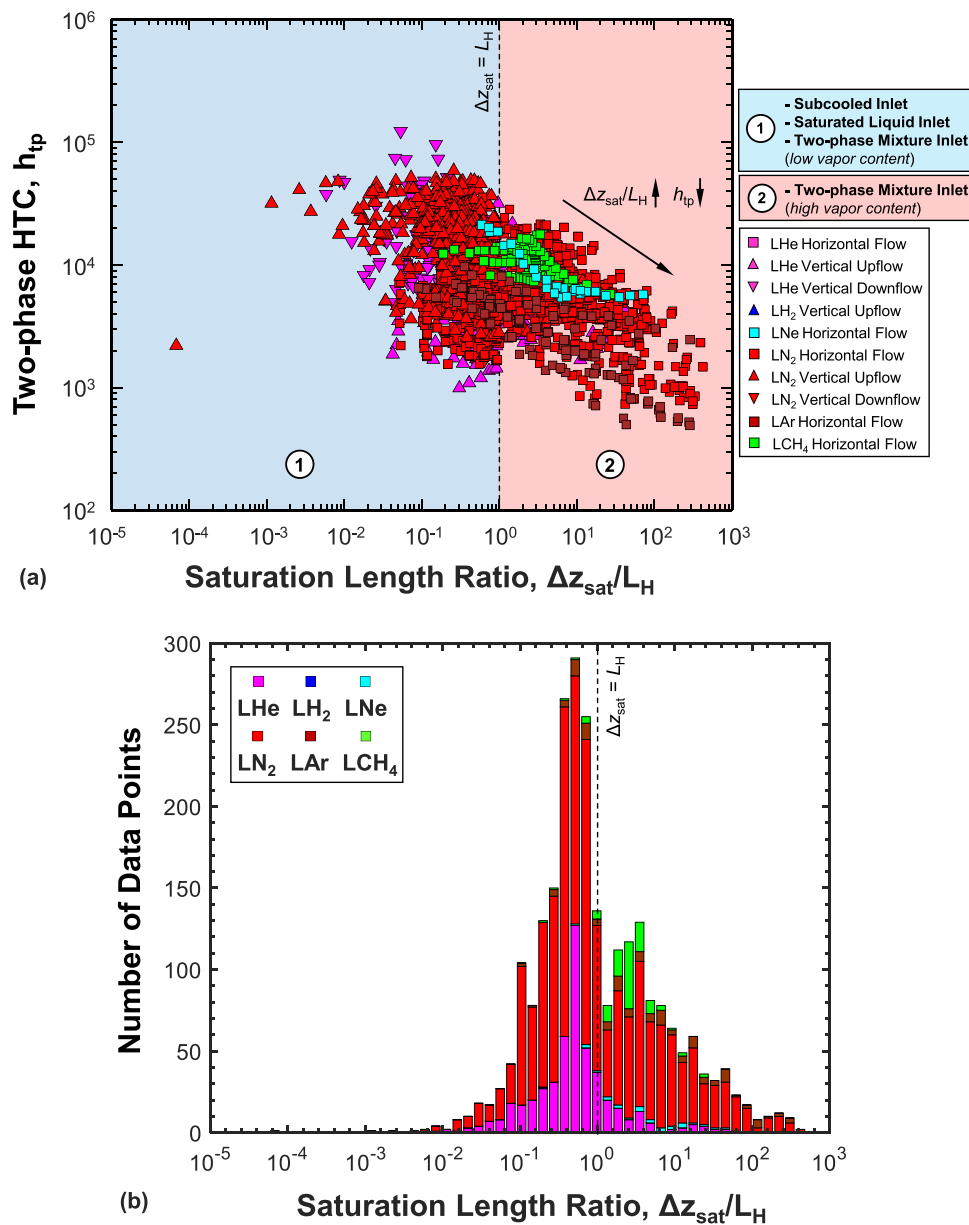 10^6
10^5
10^4
10^3
10^2
Two-phase HTC, h_tp
Δz_sat = L_H
Δz_sat/L_H ↑ h_tp ↓
1
2
10^-5 10^-4 10^-3 10^-2 10^-1 10^0 10^1 10^2 10^3
(a) Saturation Length Ratio, Δz_sat/L_H
1
- Subcooled Inlet
- Saturated Liquid Inlet
- Two-phase Mixture Inlet
(low vapor content)
2
- Two-phase Mixture Inlet
(high vapor content)
LHe Horizontal Flow
LHe Vertical Upflow
LHe Vertical Downflow
LH₂ Vertical Upflow
LNe Horizontal Flow
LN₂ Horizontal Flow
LN₂ Vertical Upflow
LN₂ Vertical Downflow
LAr Horizontal Flow
LCH₄ Horizontal Flow
300
250
200
150
100
50
0
Number of Data Points
LHe LH₂ LNe
LN₂ LAr LCH₄
Δz_sat = L_H
10^-5 10^-4 10^-3 10^-2 10^-1 10^0 10^1 10^2 10^3
(b) Saturation Length Ratio, Δz_sat/L_H